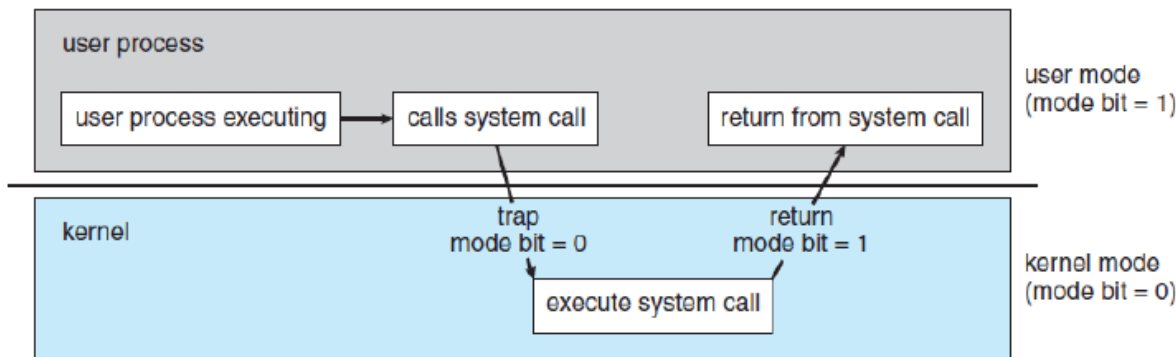 user process
user process executing
calls system call
return from system call
user mode
(mode bit = 1)
kernel
trap
mode bit = 0
return
mode bit = 1
execute system call
kernel mode
(mode bit = 0)